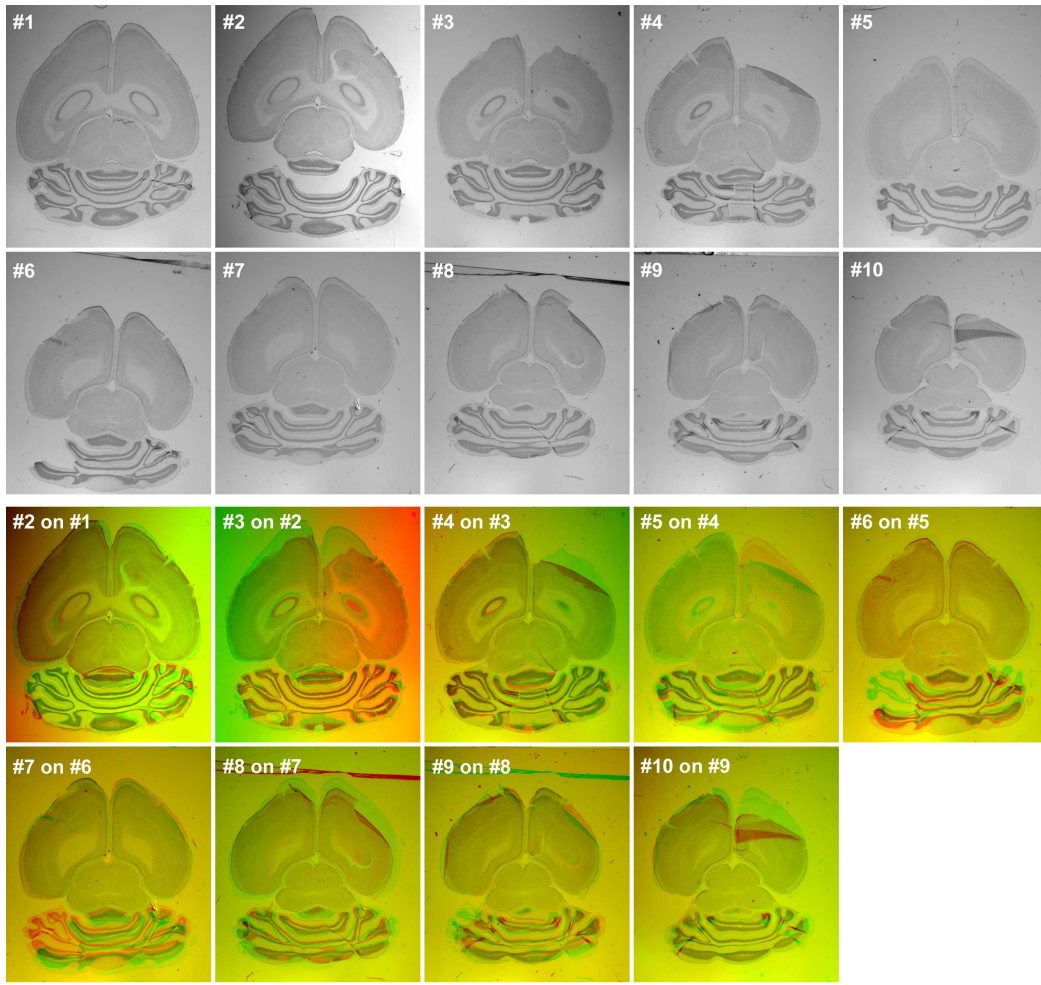 #1
#2
#3
#4
#5
#6
#7
#8
#9
#10
#2 on #1
#3 on #2
#4 on #3
#5 on #4
#6 on #5
#7 on #6
#8 on #7
#9 on #8
#10 on #9